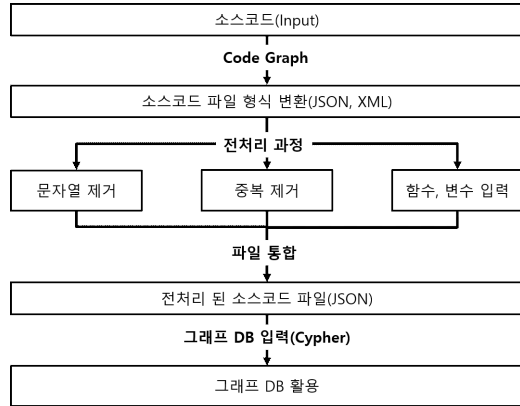 소스코드(Input)
Code Graph
소스코드 파일 형식 변환(JSON, XML)
전처리 과정
문자열 제거
중복 제거
함수, 변수 입력
파일 통합
전처리 된 소스코드 파일(JSON)
그래프 DB 입력(Cypher)
그래프 DB 활용